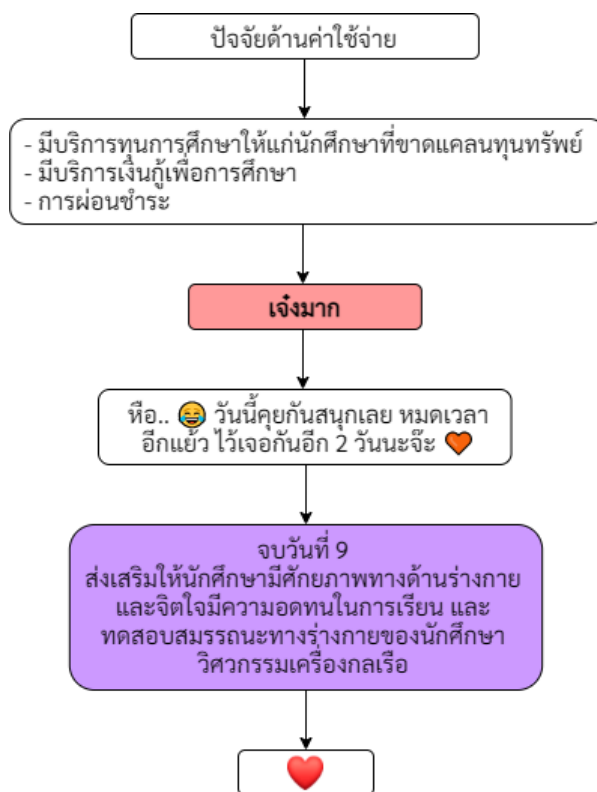 ปัจจัยด้านค่าใช้จ่าย
- มีบริการทุนการศึกษาให้แก่นักศึกษาที่ขาดแคลนทุนทรัพย์
- มีบริการเงินกู้เพื่อการศึกษา
- การผ่อนชำระ
เจ๋งมาก
หือ.. 😂 วันนี้คุยกันสนุกเลย หมดเวลา
อีกแย้ว ไว้เจอกันอีก 2 วันนะจ๊ะ 🧡
จบวันที่ 9
ส่งเสริมให้นักศึกษามีศักยภาพทางด้านร่างกาย
และจิตใจมีความอดทนในการเรียน และ
ทดสอบสมรรถนะทางร่างกายของนักศึกษา
วิศวกรรมเครื่องกลเรือ
❤️